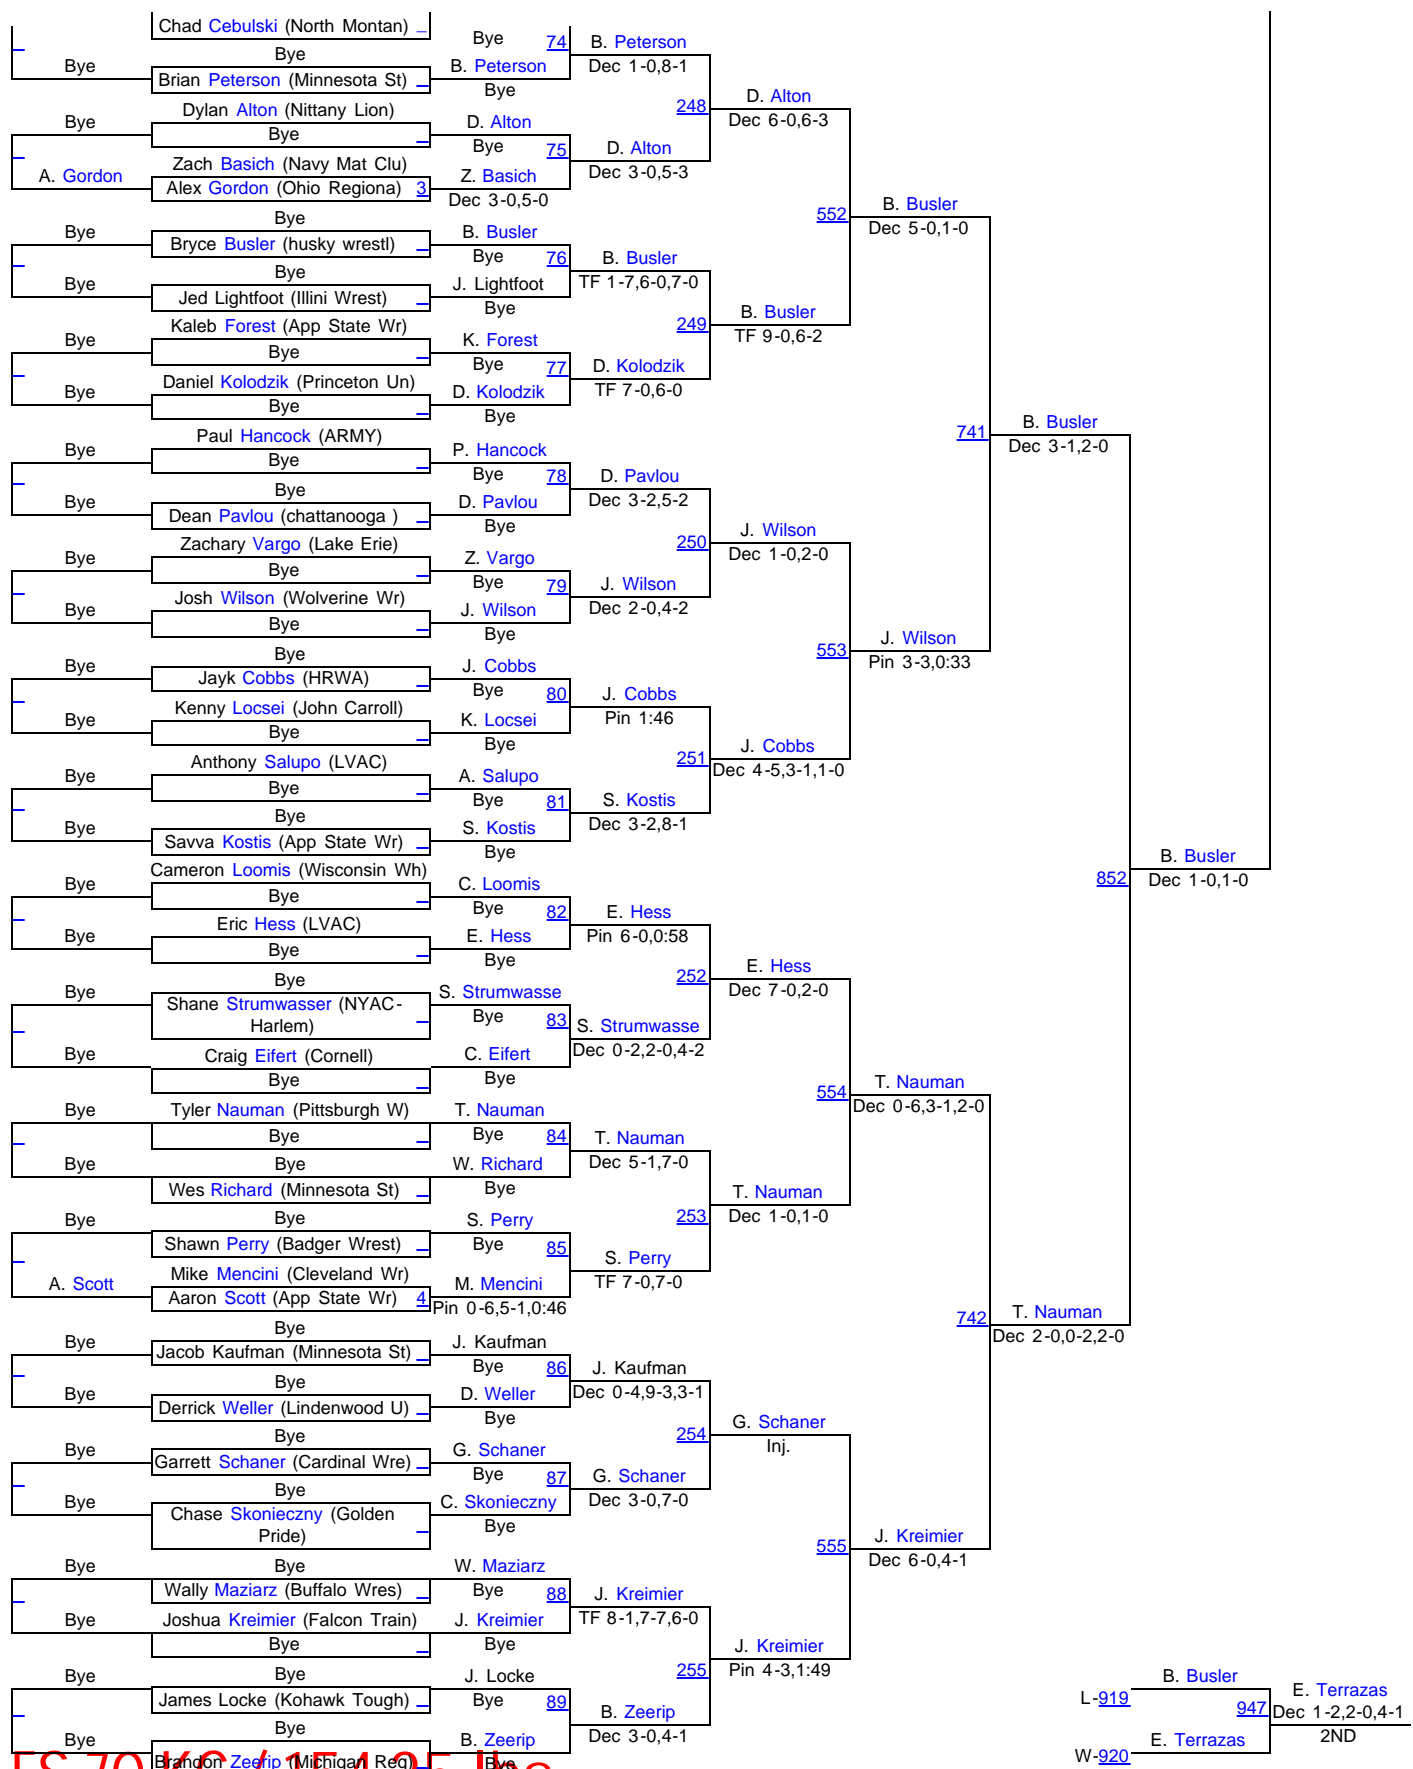 Chad Cebulski (North Montan) _
Bye 74 B. Peterson
Bye
Bye B. Peterson Dec 1-0,8-1
Brian Peterson (Minnesota St) _
Bye
Dylan Alton (Nittany Lion) 248 D. Alton
Bye D. Alton Dec 6-0,6-3
Bye _
Bye 75 D. Alton
Zach Basich (Navy Mat Clu)
A. Gordon Z. Basich Dec 3-0,5-3
Alex Gordon (Ohio Regiona) 3
Dec 3-0,5-0
Bye 552 B. Busler
Bye B. Busler Dec 5-0,1-0
Bryce Busler (husky wrestl) _
Bye 76 B. Busler
Bye
Bye J. Lightfoot TF 1-7,6-0,7-0
Jed Lightfoot (Illini Wrest) _
Bye
Kaleb Forest (App State Wr) 249 B. Busler
Bye K. Forest TF 9-0,6-2
Bye _
Bye 77 D. Kolodzik
Daniel Kolodzik (Princeton Un)
Bye D. Kolodzik TF 7-0,6-0
Bye _
Bye
Paul Hancock (ARMY) 741 B. Busler
Bye P. Hancock Dec 3-1,2-0
Bye _
Bye 78 D. Pavlou
Bye
Bye D. Pavlou Dec 3-2,5-2
Dean Pavlou (chattanooga ) _
Bye
Zachary Vargo (Lake Erie) 250 J. Wilson
Bye Z. Vargo Dec 1-0,2-0
Bye _
Bye 79 J. Wilson
Josh Wilson (Wolverine Wr)
Bye J. Wilson Dec 2-0,4-2
Bye _
Bye
Bye 553 J. Wilson
Bye J. Cobbs Pin 3-3,0:33
Jayk Cobbs (HRWA) _
Bye 80 J. Cobbs
Kenny Locsei (John Carroll)
Bye K. Locsei Pin 1:46
Bye _
Bye
Anthony Salupo (LVAC) 251 J. Cobbs
Bye A. Salupo Dec 4-5,3-1,1-0
Bye _
Bye 81 S. Kostis
Bye
Bye S. Kostis Dec 3-2,8-1
Savva Kostis (App State Wr) _
Bye
Cameron Loomis (Wisconsin Wh) 852 B. Busler
Bye C. Loomis Dec 1-0,1-0
Bye _
Bye 82 E. Hess
Eric Hess (LVAC)
Bye E. Hess Pin 6-0,0:58
Bye _
Bye
Bye 252 E. Hess
Bye S. Strumwasse Dec 7-0,2-0
Shane Strumwasser (NYAC-
Harlem) _
Bye 83 S. Strumwasse
Bye C. Eifert Dec 0-2,2-0,4-2
Craig Eifert (Cornell)
Bye _
Bye
554 T. Nauman
Dec 0-6,3-1,2-0
Bye Tyler Nauman (Pittsburgh W) T. Nauman
Bye _
Bye 84 T. Nauman
Bye
Bye W. Richard Dec 5-1,7-0
Wes Richard (Minnesota St) _
Bye
Bye 253 T. Nauman
Bye S. Perry Dec 1-0,1-0
Shawn Perry (Badger Wrest) _
Bye 85 S. Perry
Mike Mencini (Cleveland Wr)
A. Scott M. Mencini TF 7-0,7-0
Aaron Scott (App State Wr) 4
Pin 0-6,5-1,0:46
Bye 742 T. Nauman
Bye J. Kaufman Dec 2-0,0-2,2-0
Jacob Kaufman (Minnesota St) _
Bye 86 J. Kaufman
Bye
Bye D. Weller Dec 0-4,9-3,3-1
Derrick Weller (Lindenwood U) _
Bye
Bye 254 G. Schaner
Bye G. Schaner Inj.
Garrett Schaner (Cardinal Wre) _
Bye 87 G. Schaner
Bye
Bye C. Skonieczny Dec 3-0,7-0
Chase Skonieczny (Golden
Pride) _
Bye
555 J. Kreimier
Dec 6-0,4-1
Bye Bye W. Maziarz
Wally Maziarz (Buffalo Wres) _
Bye 88 J. Kreimier
Bye Joshua Kreimier (Falcon Train) J. Kreimier TF 8-1,7-7,6-0
Bye _
Bye
255 J. Kreimier
Pin 4-3,1:49
Bye Bye J. Locke
James Locke (Kohawk Tough) _
Bye 89 B. Zeerip
Bye
Bye B. Zeerip Dec 3-0,4-1
Brandon Zeerip (Michigan Reg) _
Bye
L-919 B. Busler
947 E. Terrazas
Dec 1-2,2-0,4-1
2ND
W-920 E. Terrazas
FS 70 KG / 154.25 lbs